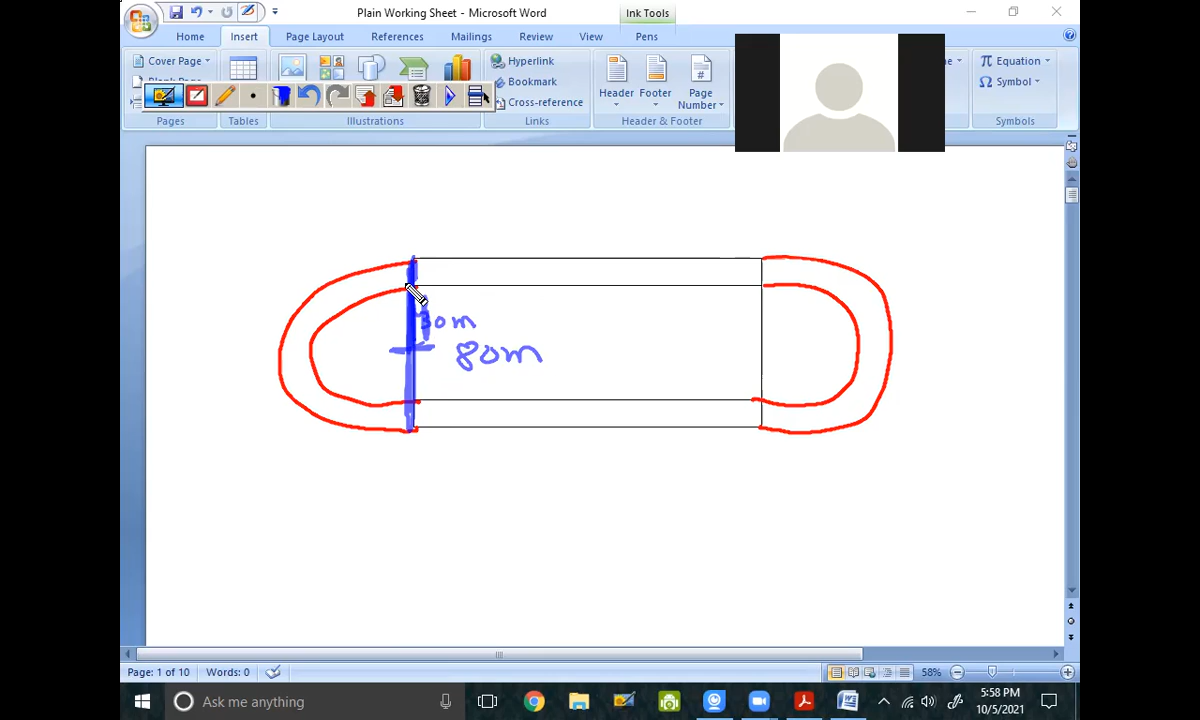 Plain Working Sheet - Microsoft Word
Ink Tools
Home Insert Page Layout References Mailings Review View Pens
Cover Page
Hyperlink
Bookmark
Cross-reference
Header
Footer
Page Number
Equation
Symbol
Pages Tables Illustrations Links Header & Footer Symbols
30m
80m
Page: 1 of 10 Words: 0
58%
Ask me anything
5:58 PM
10/5/2021